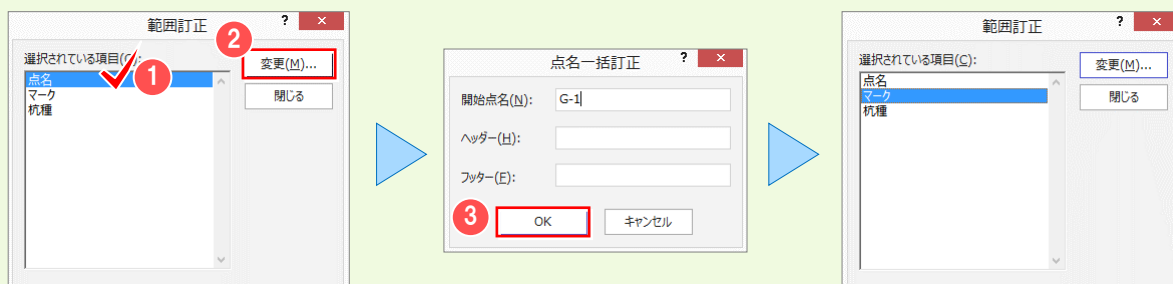 範囲訂正 ? ×
選択されている項目(C):
点名
マーク
杭種
変更(M)...
閉じる
1
2
点名一括訂正 ? ×
開始点名(N): G-1
ヘッダー(H):
フッター(F):
3
OK
キャンセル
範囲訂正 ? ×
選択されている項目(C):
点名
マーク
杭種
変更(M)...
閉じる